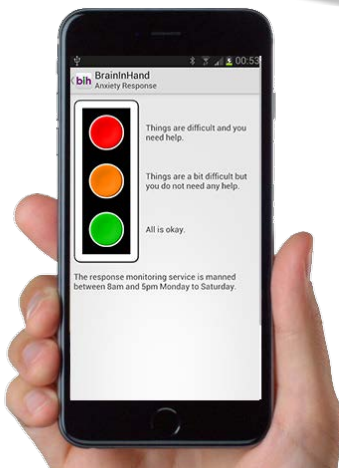 00:53
bih
BrainInHand
Anxiety Response
Things are difficult and you
need help.
Things are a bit difficult but
you do not need any help.
All is okay.
The response monitoring service is manned
between 8am and 5pm Monday to Saturday.